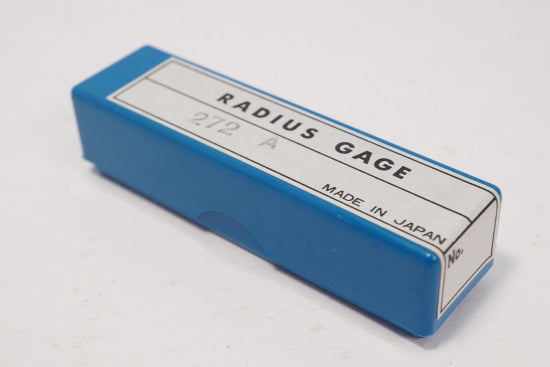 RADIUS GAGE
272 A
MADE IN JAPAN
No.